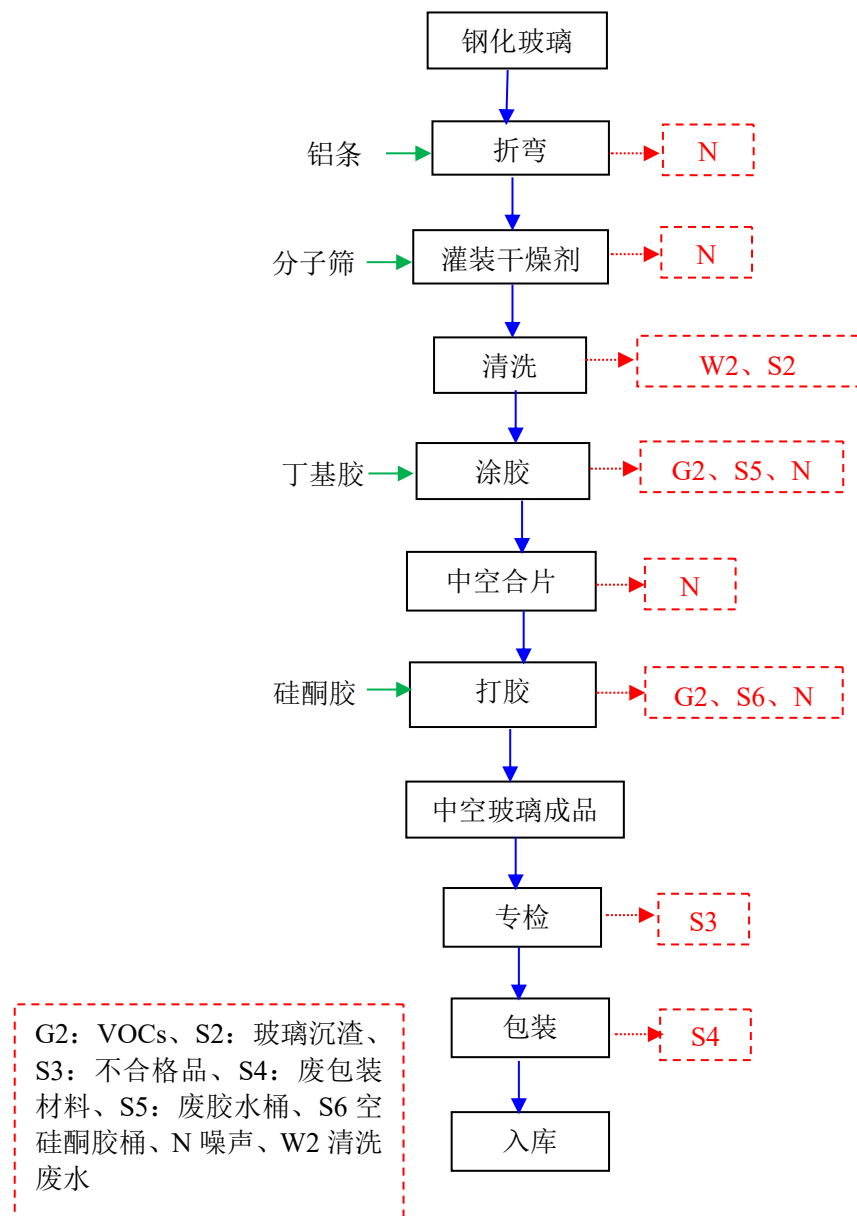 钢化玻璃
铝条
折弯
N
分子筛
灌装干燥剂
N
清洗
W2、S2
丁基胶
涂胶
G2、S5、N
中空合片
N
硅酮胶
打胶
G2、S6、N
中空玻璃成品
专检
S3
包装
S4
入库
G2：VOCs、S2：玻璃沉渣、
S3：不合格品、S4：废包装
材料、S5：废胶水桶、S6 空
硅酮胶桶、N 噪声、W2 清洗
废水